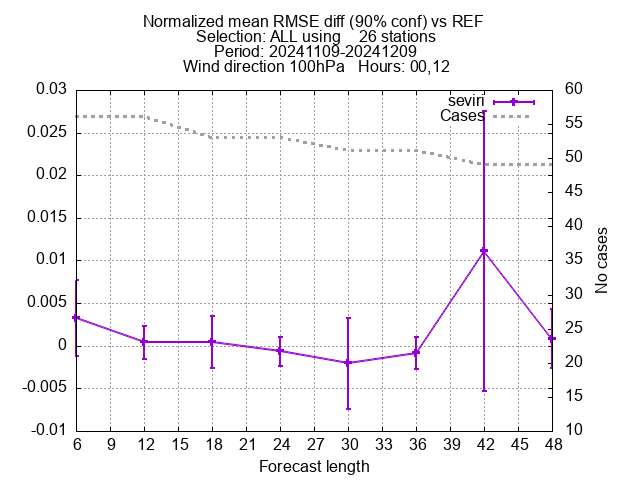 Normalized mean RMSE diff (90% conf) vs REF
Selection: ALL using    26 stations
Period: 20241109-20241209
Wind direction 100hPa   Hours: 00,12
seviri
Cases
0.03
0.025
0.02
0.015
0.01
0.005
0
-0.005
-0.01
60
55
50
45
40
35
30
25
20
15
10
No cases
6 9 12 15 18 21 24 27 30 33 36 39 42 45 48
Forecast length